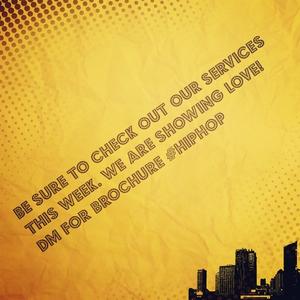 BE SURE TO CHECK OUT OUR SERVICES
THIS WEEK. WE ARE SHOWING LOVE!
DM FOR BROCHURE #HIPHOP